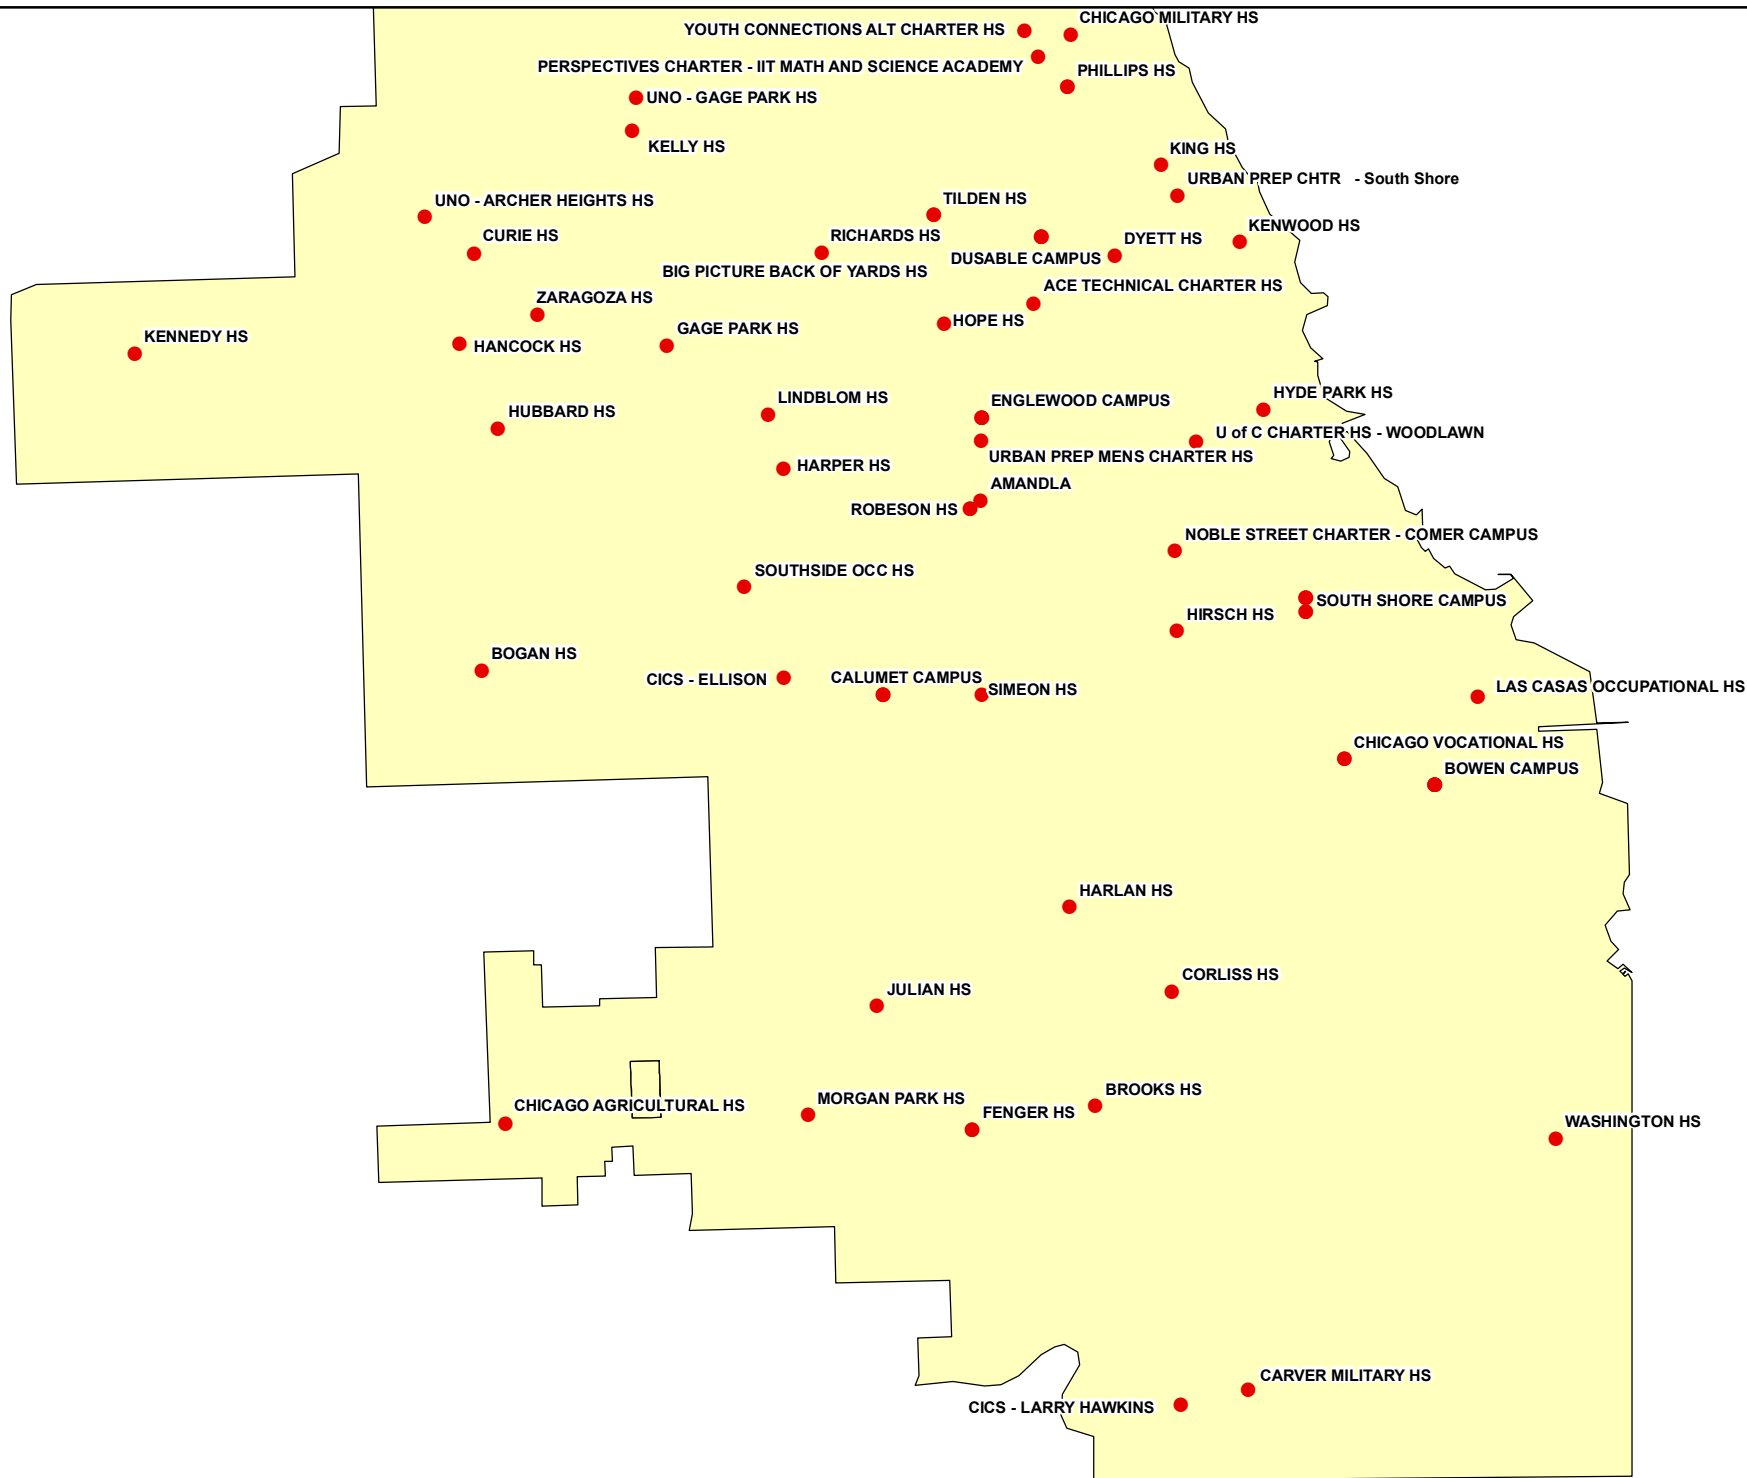 CHICAGO MILITARY HS
YOUTH CONNECTIONS ALT CHARTER HS
PERSPECTIVES CHARTER - IIT MATH AND SCIENCE ACADEMY
PHILLIPS HS
UNO - GAGE PARK HS
KELLY HS
KING HS
URBAN PREP CHTR - South Shore
UNO - ARCHER HEIGHTS HS
TILDEN HS
KENWOOD HS
CURIE HS
RICHARDS HS
DYETT HS
DUSABLE CAMPUS
BIG PICTURE BACK OF YARDS HS
ACE TECHNICAL CHARTER HS
ZARAGOZA HS
HOPE HS
GAGE PARK HS
KENNEDY HS
HANCOCK HS
HYDE PARK HS
LINDBLOM HS
ENGLEWOOD CAMPUS
HUBBARD HS
U of C CHARTER HS - WOODLAWN
URBAN PREP MENS CHARTER HS
HARPER HS
AMANDLA
ROBESON HS
NOBLE STREET CHARTER - COMER CAMPUS
SOUTHSIDE OCC HS
SOUTH SHORE CAMPUS
HIRSCH HS
BOGAN HS
CICS - ELLISON
CALUMET CAMPUS
SIMEON HS
LAS CASAS OCCUPATIONAL HS
CHICAGO VOCATIONAL HS
BOWEN CAMPUS
HARLAN HS
CORLISS HS
JULIAN HS
BROOKS HS
MORGAN PARK HS
CHICAGO AGRICULTURAL HS
FENGER HS
WASHINGTON HS
CARVER MILITARY HS
CICS - LARRY HAWKINS